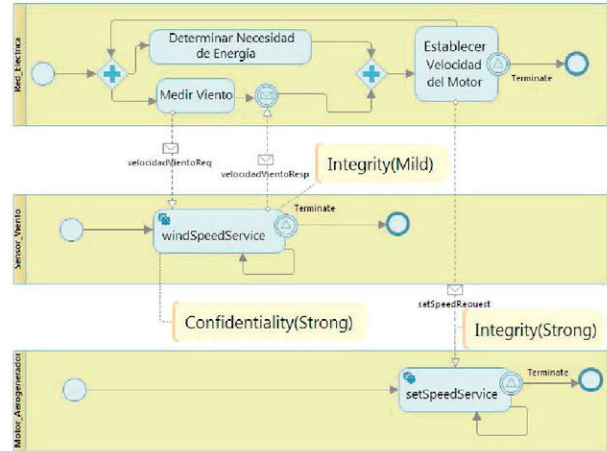 Red_Electrica
Determinar Necesidad
de Energía
Medir Viento
Establecer
Velocidad
del Motor
Terminate
velocidadVientoReq
velocidadVientoResp
Integrity(Mild)
Sensor_Viento
windSpeedService
Terminate
Confidentiality(Strong)
setSpeedRequest
Integrity(Strong)
Motor_Aerogenerador
setSpeedService
Terminate